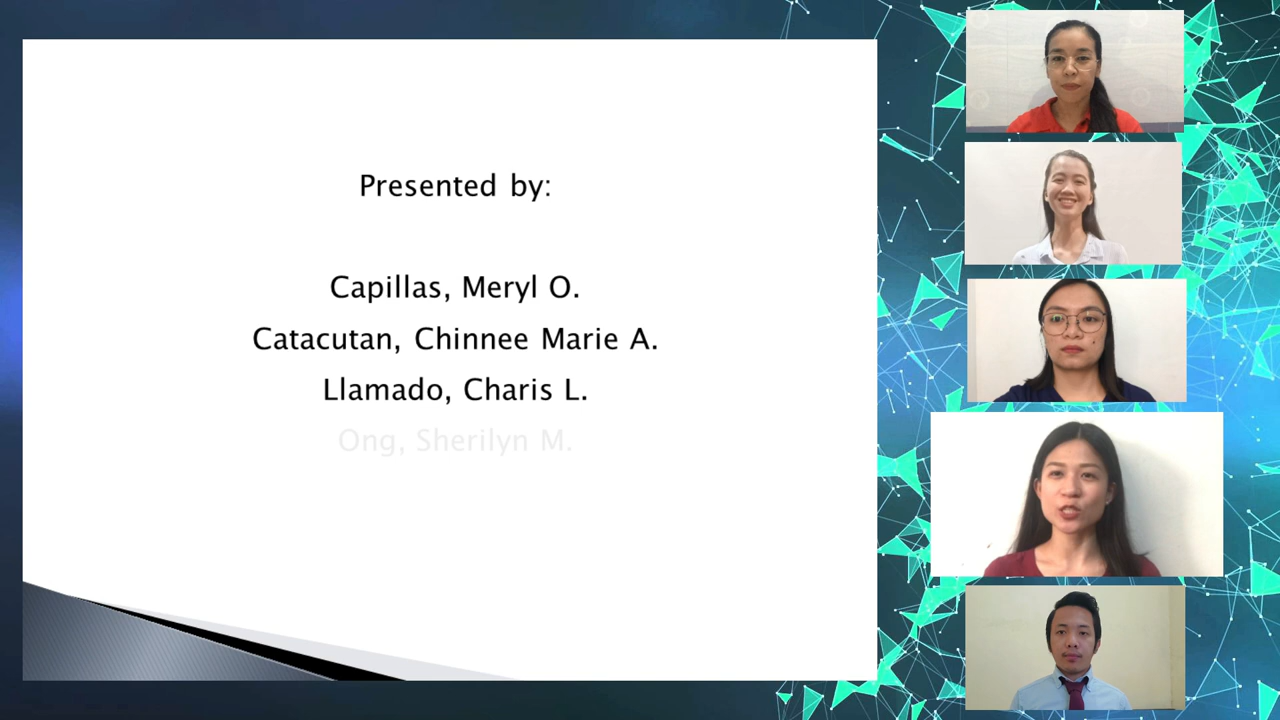 Presented by:
Capillas, Meryl O.
Catacutan, Chinnee Marie A.
Llamado, Charis L.
Ong, Sherilyn M.